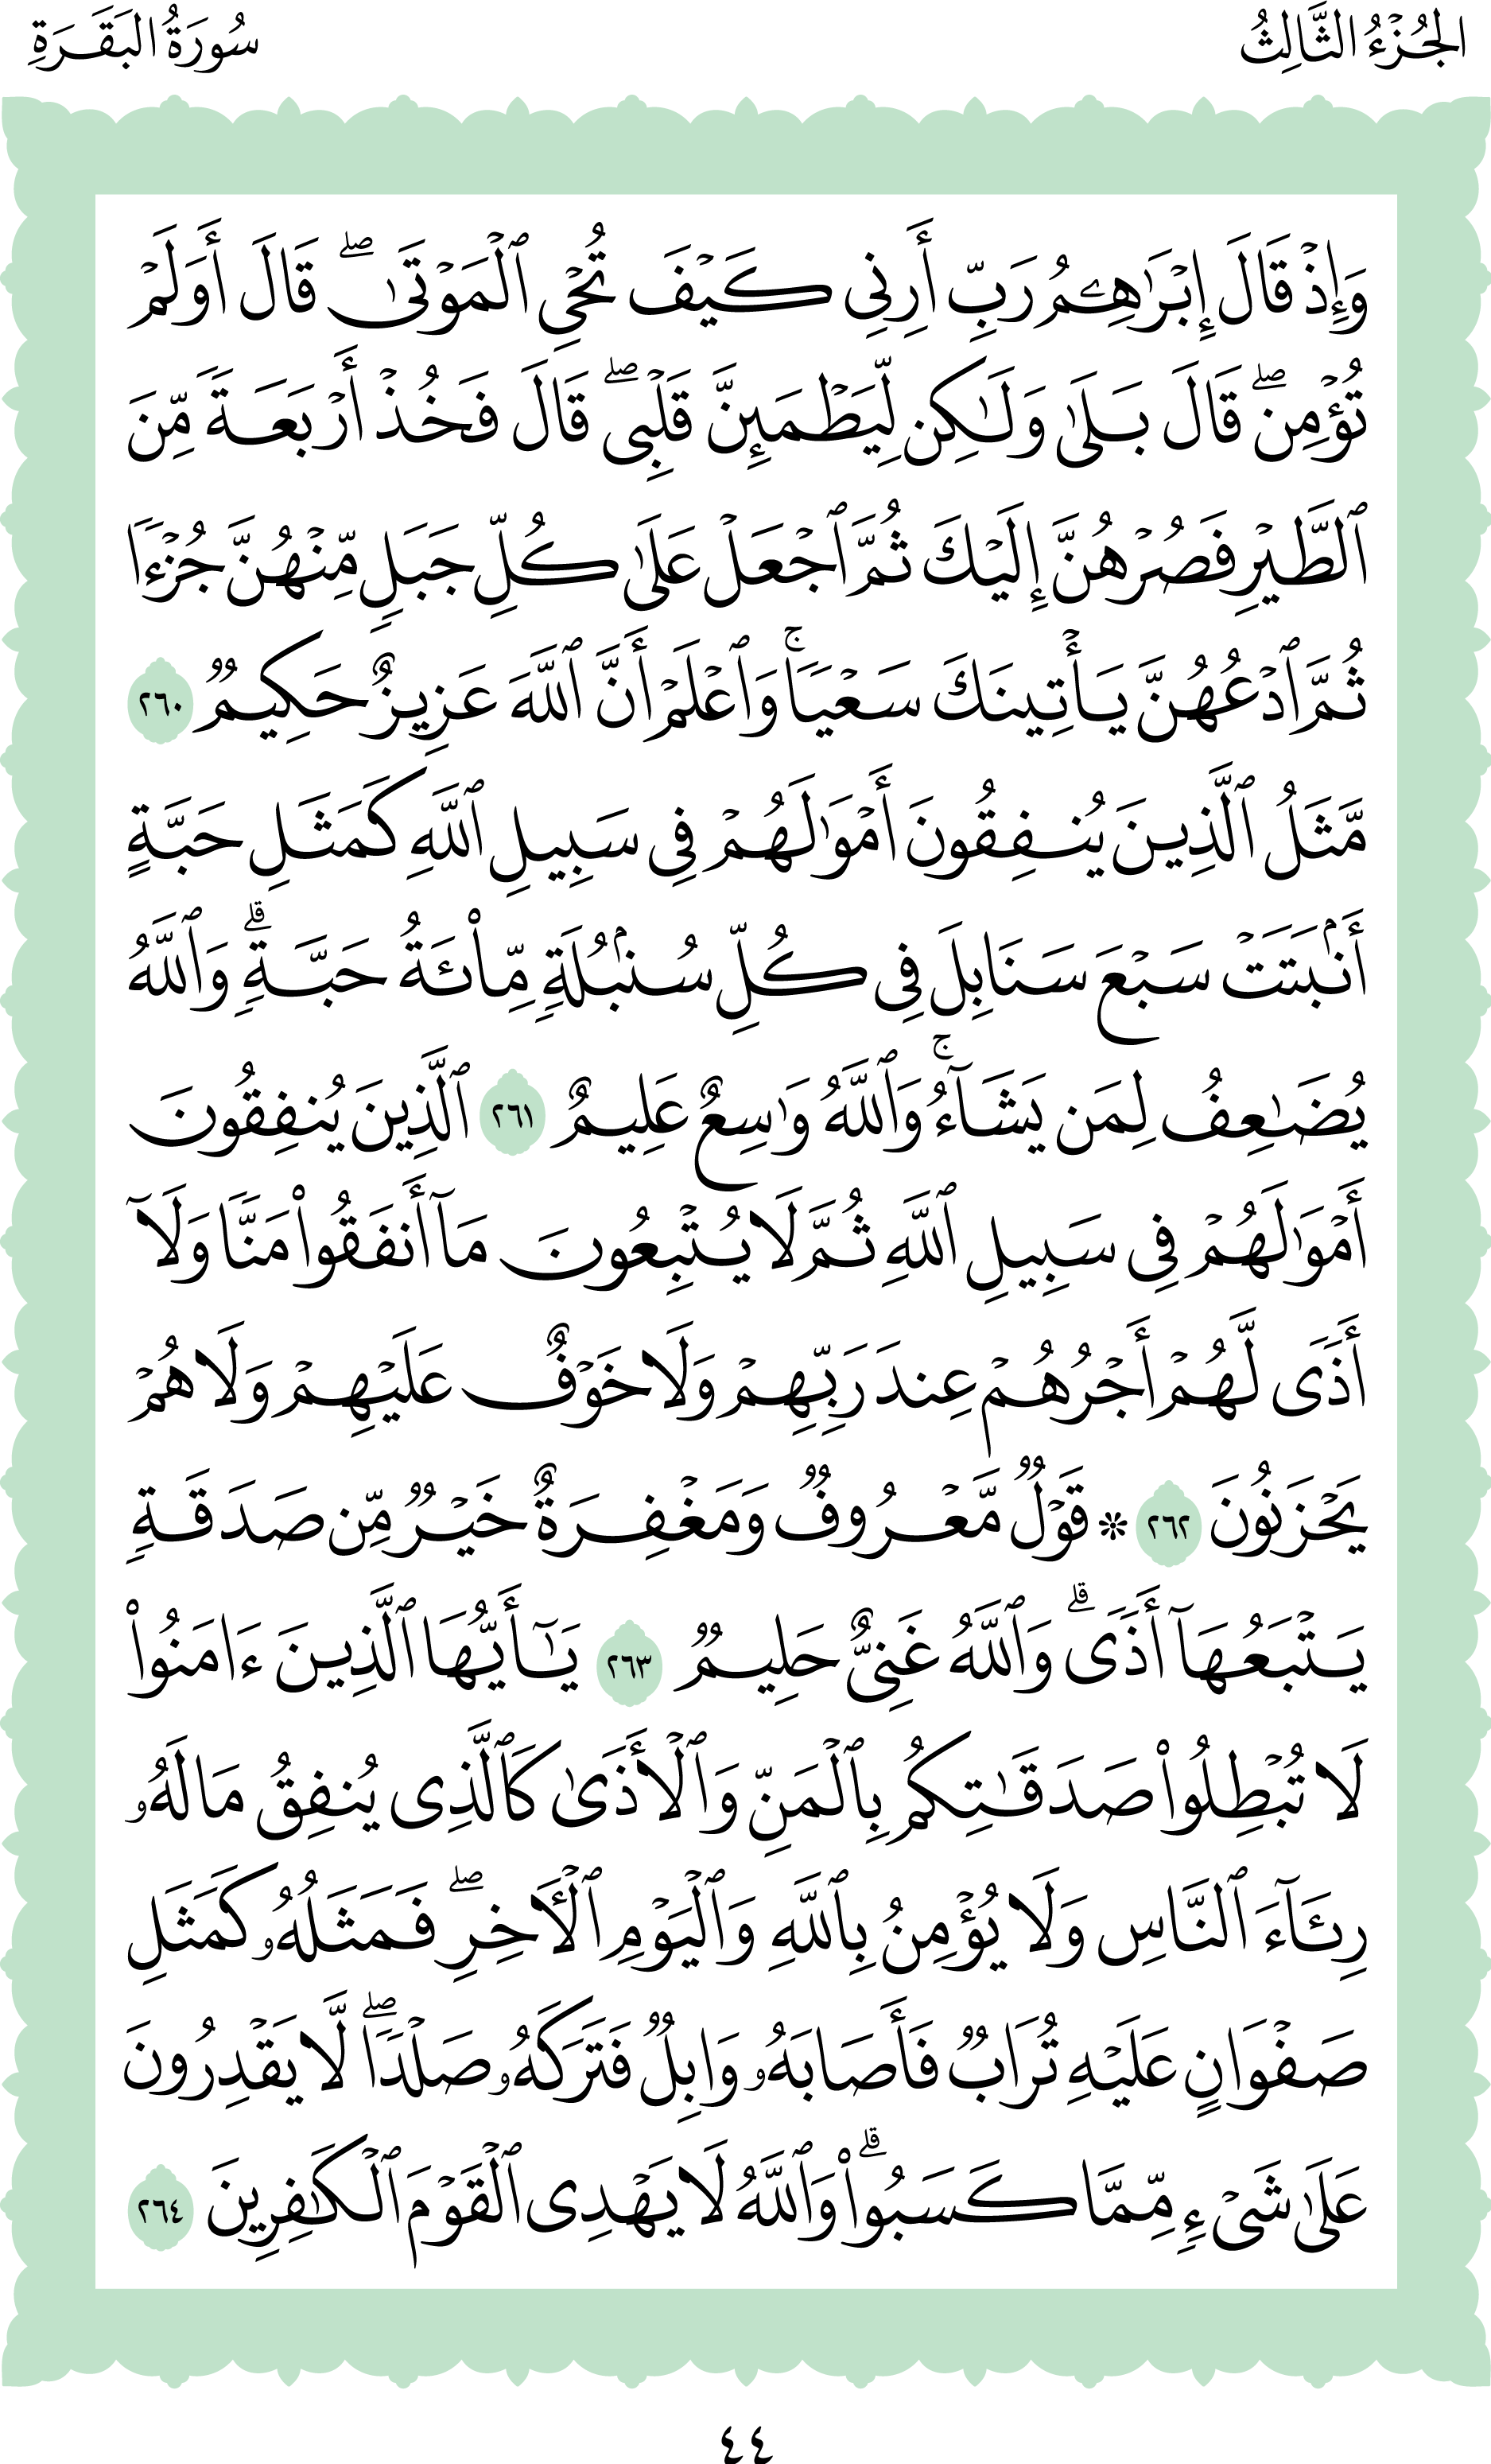 الجُزْءُ الثَّالِثُ
سُورَةُ البَقَرَةِ
وَإِذْ قَالَ إِبْرَٰهِـۧمُ رَبِّ أَرِنِي كَيْفَ تُحْيِ ٱلْمَوْتَىٰۖ قَالَ أَوَلَمْ
تُؤْمِنۖ قَالَ بَلَىٰ وَلَٰكِن لِّيَطْمَئِنَّ قَلْبِيۖ قَالَ فَخُذْ أَرْبَعَةً مِّنَ
ٱلطَّيْرِ فَصُرْهُنَّ إِلَيْكَ ثُمَّ ٱجْعَلْ عَلَىٰ كُلِّ جَبَلٍ مِّنْهُنَّ جُزْءًا
ثُمَّ ٱدْعُهُنَّ يَأْتِينَكَ سَعْيًاۚ وَٱعْلَمْ أَنَّ ٱللَّهَ عَزِيزٌ حَكِيمٌ ٢٦٠
مَّثَلُ ٱلَّذِينَ يُنفِقُونَ أَمْوَٰلَهُمْ فِي سَبِيلِ ٱللَّهِ كَمَثَلِ حَبَّةٍ
أَنۢبَتَتْ سَبْعَ سَنَابِلَ فِي كُلِّ سُنۢبُلَةٍ مِّا۟ئَةُ حَبَّةٍۗ وَٱللَّهُ
يُضَٰعِفُ لِمَن يَشَآءُۚ وَٱللَّهُ وَٰسِعٌ عَلِيمٌ ٢٦١ ٱلَّذِينَ يُنفِقُونَ
أَمْوَٰلَهُمْ فِي سَبِيلِ ٱللَّهِ ثُمَّ لَا يُتْبِعُونَ مَآ أَنفَقُوا۟ مَنًّا وَلَآ
أَذًى لَّهُمْ أَجْرُهُمْ عِندَ رَبِّهِمْ وَلَا خَوْفٌ عَلَيْهِمْ وَلَا هُمْ
يَحْزَنُونَ ٢٦٢ ۞ قَوْلٌ مَّعْرُوفٌ وَمَغْفِرَةٌ خَيْرٌ مِّن صَدَقَةٍ
يَتْبَعُهَآ أَذًىۗ وَٱللَّهُ غَنِيٌّ حَلِيمٌ ٢٦٣ يَٰٓأَيُّهَا ٱلَّذِينَ ءَامَنُوا۟
لَا تُبْطِلُوا۟ صَدَقَٰتِكُم بِٱلْمَنِّ وَٱلْأَذَىٰ كَٱلَّذِى يُنفِقُ مَالَهُۥ
رِئَآءَ ٱلنَّاسِ وَلَا يُؤْمِنُ بِٱللَّهِ وَٱلْيَوْمِ ٱلْأٓخِرِۖ فَمَثَلُهُۥ كَمَثَلِ
صَفْوَانٍ عَلَيْهِ تُرَابٌ فَأَصَابَهُۥ وَابِلٌ فَتَرَكَهُۥ صَلْدًاۖ لَّا يَقْدِرُونَ
عَلَىٰ شَىْءٍ مِّمَّا كَسَبُوا۟ۗ وَٱللَّهُ لَا يَهْدِى ٱلْقَوْمَ ٱلْكَٰفِرِينَ ٢٦٤
٤٤